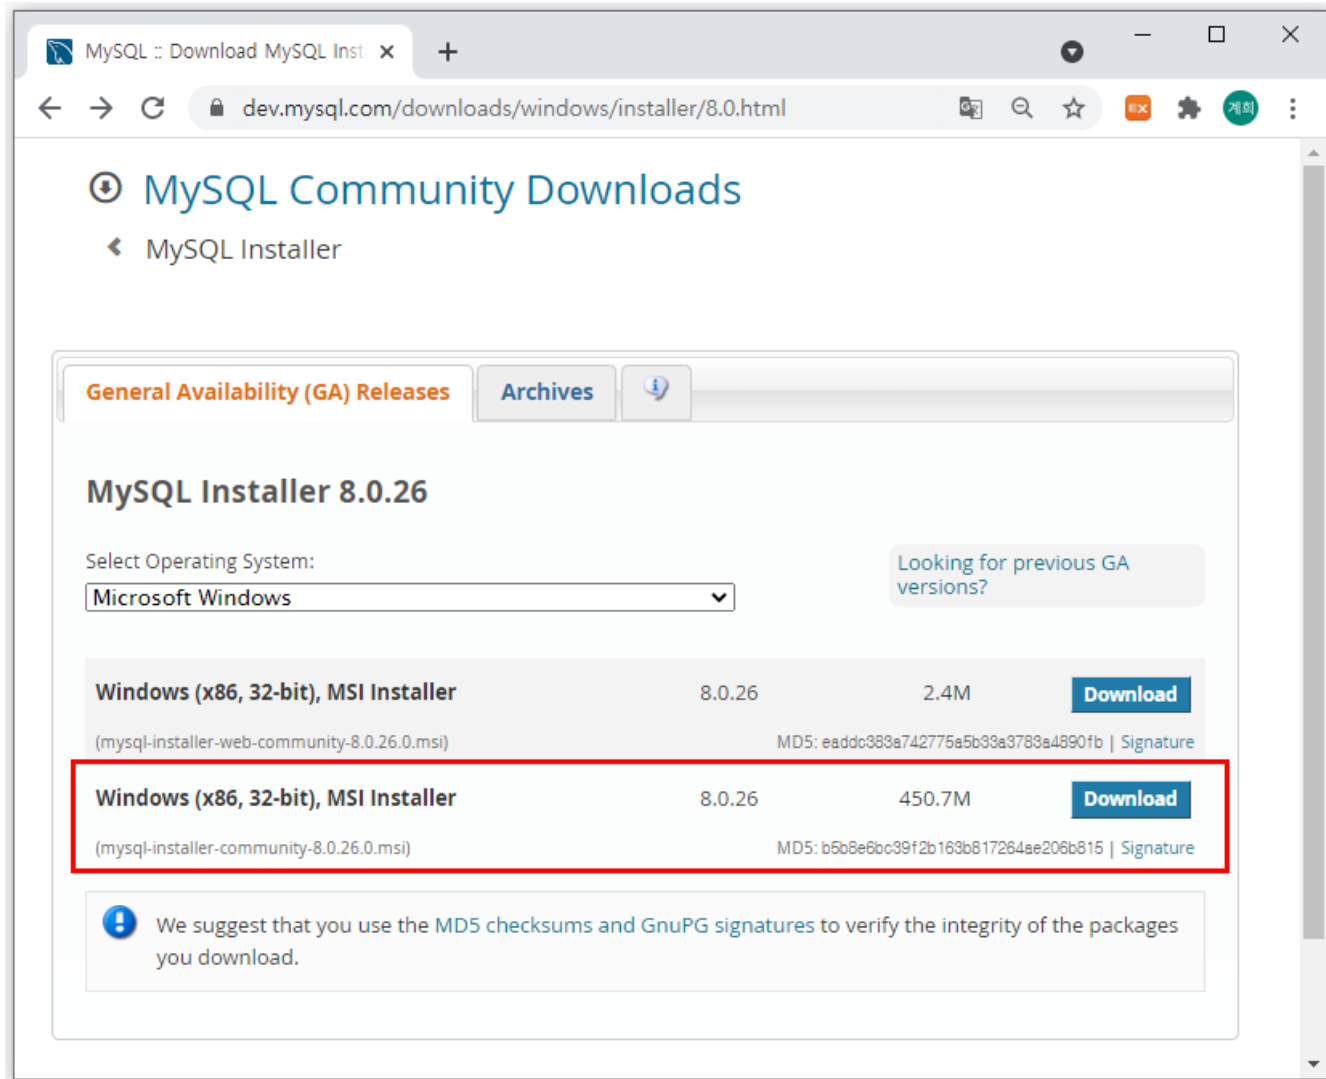 MySQL :: Download MySQL Inst
dev.mysql.com/downloads/windows/installer/8.0.html
계희
MySQL Community Downloads
MySQL Installer
General Availability (GA) Releases
Archives
MySQL Installer 8.0.26
Select Operating System:
Looking for previous GA versions?
Microsoft Windows
Windows (x86, 32-bit), MSI Installer 8.0.26 2.4M Download
(mysql-installer-web-community-8.0.26.0.msi) MD5: eaddc383a742775a5b33a3783a4890fb | Signature
Windows (x86, 32-bit), MSI Installer 8.0.26 450.7M Download
(mysql-installer-community-8.0.26.0.msi) MD5: b5b8e6bc39f2b163b817264ae206b815 | Signature
We suggest that you use the MD5 checksums and GnuPG signatures to verify the integrity of the packages
you download.